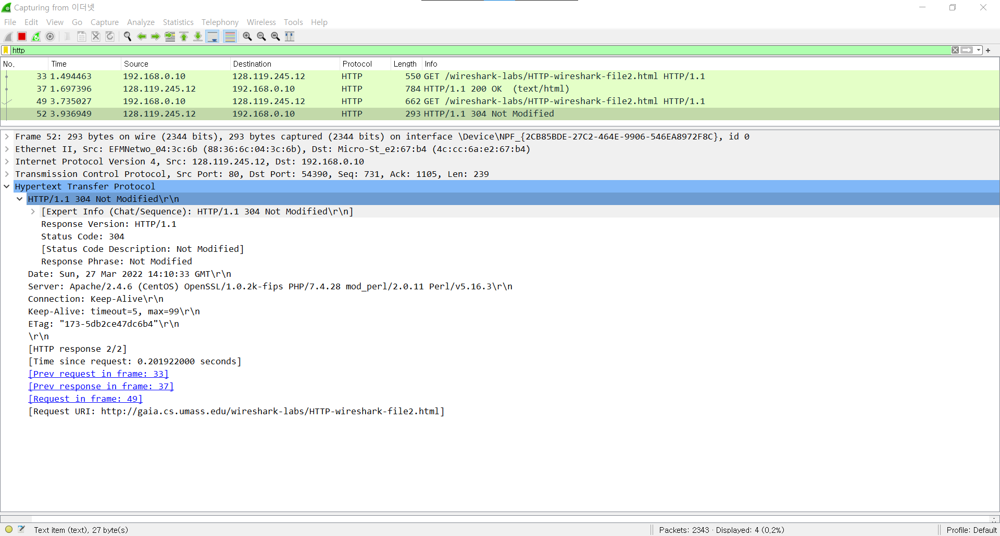 Capturing from 이더넷
File Edit View Go Capture Analyze Statistics Telephony Wireless Tools Help
http
No. Time Source Destination Protocol Length Info
33 1.494463 192.168.0.10 128.119.245.12 HTTP 550 GET /wireshark-labs/HTTP-wireshark-file2.html HTTP/1.1
37 1.697396 128.119.245.12 192.168.0.10 HTTP 784 HTTP/1.1 200 OK (text/html)
49 3.735027 192.168.0.10 128.119.245.12 HTTP 662 GET /wireshark-labs/HTTP-wireshark-file2.html HTTP/1.1
52 3.936949 128.119.245.12 192.168.0.10 HTTP 293 HTTP/1.1 304 Not Modified
Frame 52: 293 bytes on wire (2344 bits), 293 bytes captured (2344 bits) on interface \Device\NPF_{2CB85BDE-27C2-464E-9906-546EA8972F8C}, id 0
Ethernet II, Src: EFMNetwo_04:3c:6b (88:36:6c:04:3c:6b), Dst: Micro-St_e2:67:b4 (4c:cc:6a:e2:67:b4)
Internet Protocol Version 4, Src: 128.119.245.12, Dst: 192.168.0.10
Transmission Control Protocol, Src Port: 80, Dst Port: 54390, Seq: 731, Ack: 1105, Len: 239
Hypertext Transfer Protocol
HTTP/1.1 304 Not Modified\r\n
[Expert Info (Chat/Sequence): HTTP/1.1 304 Not Modified\r\n]
Response Version: HTTP/1.1
Status Code: 304
[Status Code Description: Not Modified]
Response Phrase: Not Modified
Date: Sun, 27 Mar 2022 14:10:33 GMT\r\n
Server: Apache/2.4.6 (CentOS) OpenSSL/1.0.2k-fips PHP/7.4.28 mod_perl/2.0.11 Perl/v5.16.3\r\n
Connection: Keep-Alive\r\n
Keep-Alive: timeout=5, max=99\r\n
ETag: "173-5db2ce47dc6b4"\r\n
\r\n
[HTTP response 2/2]
[Time since request: 0.201922000 seconds]
[Prev request in frame: 33]
[Prev response in frame: 37]
[Request in frame: 49]
[Request URI: http://gaia.cs.umass.edu/wireshark-labs/HTTP-wireshark-file2.html]
Text item (text), 27 byte(s) Packets: 2343 · Displayed: 4 (0.2%) Profile: Default